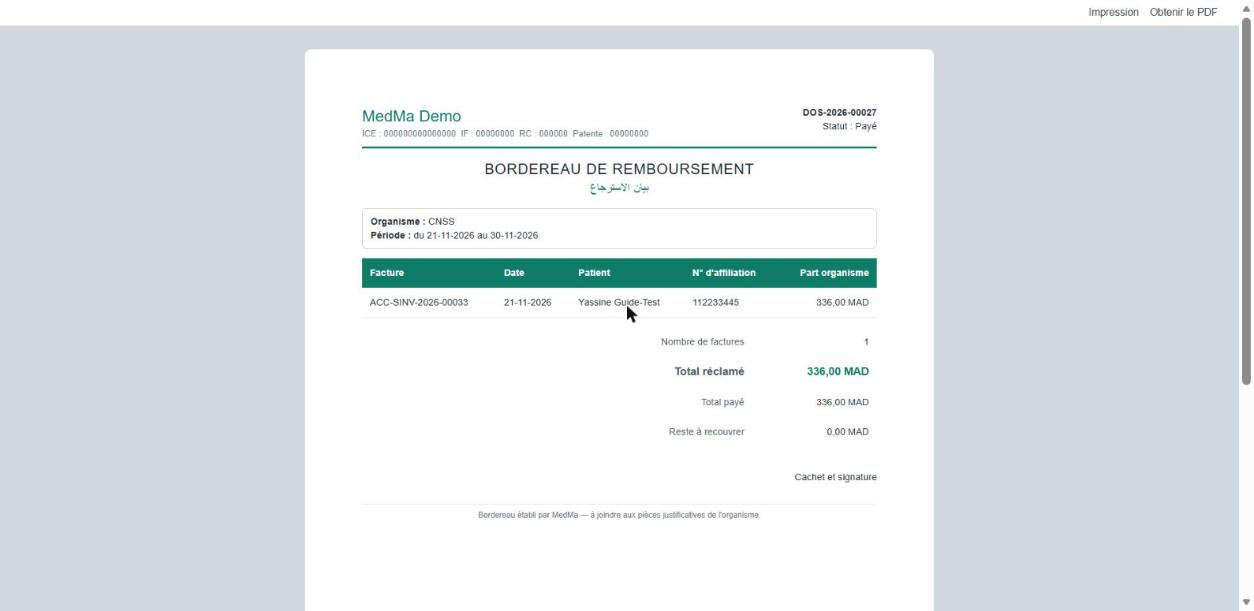 Impression Obtenir le PDF
MedMa Demo
DOS-2026-00027
ICE : 000000000000000 IF : 00000000 RC : 000000 Patente : 00000000
Statut : Payé
BORDEREAU DE REMBOURSEMENT
بيان الاسترجاع
Organisme : CNSS
Période : du 21-11-2026 au 30-11-2026
Facture Date Patient N° d'affiliation Part organisme
ACC-SINV-2026-00033 21-11-2026 Yassine Guide-Test 112233445 336,00 MAD
Nombre de factures 1
Total réclamé 336,00 MAD
Total payé 336,00 MAD
Reste à recouvrer 0,00 MAD
Cachet et signature
Bordereau établi par MedMa — à joindre aux pièces justificatives de l'organisme.